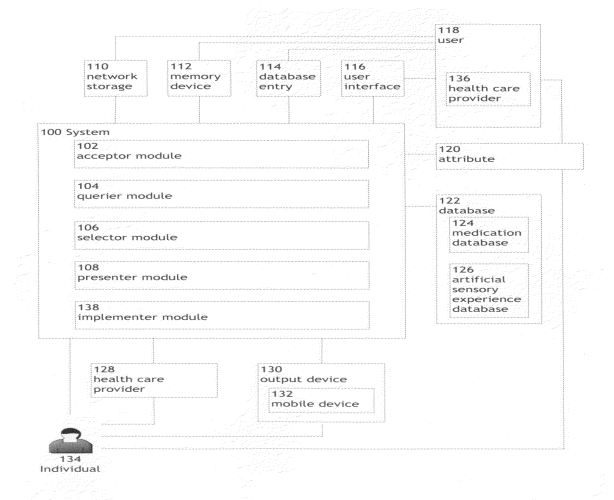 118
user
110
network
storage
112
memory
device
114
database
entry
116
user
interface
136
health care
provider
100 System
102
acceptor module
120
attribute
104
querier module
122
database
124
medication
database
106
selector module
108
presenter module
126
artificial
sensory
experience
database
138
implementer module
128
health care
provider
130
output device
132
mobile device
134
Individual